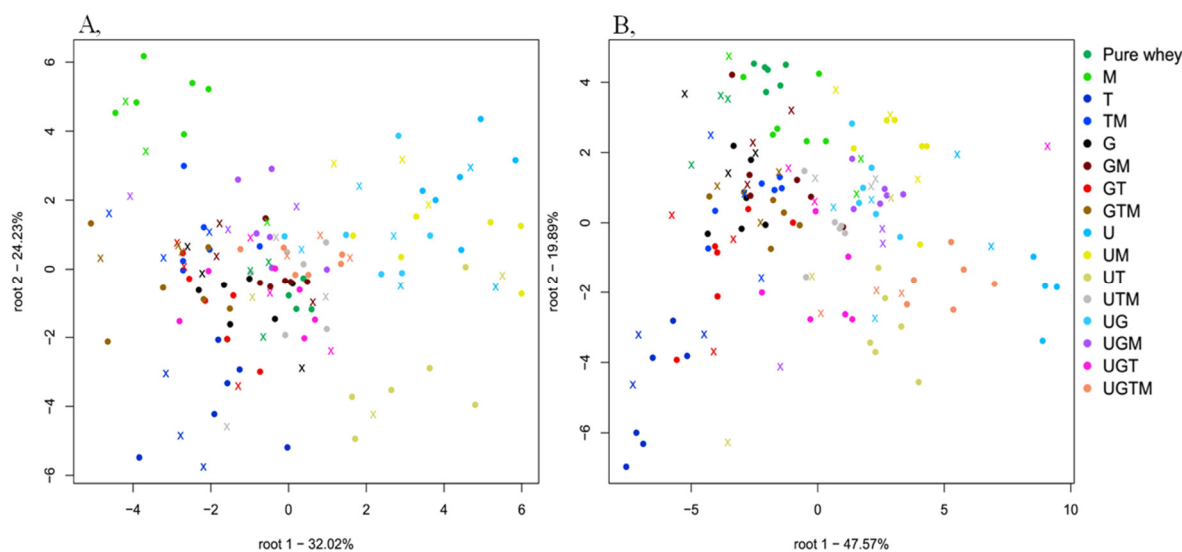 A,
B,
6
4
2
0
−2
−4
−6
root 2 − 24.23%
−4
−2
0
2
4
6
root 1 − 32.02%
4
2
0
−2
−4
−6
root 2 − 19.89%
−5
0
5
10
root 1 − 47.57%
Pure whey
M
T
TM
G
GM
GT
GTM
U
UM
UT
UTM
UG
UGM
UGT
UGTM